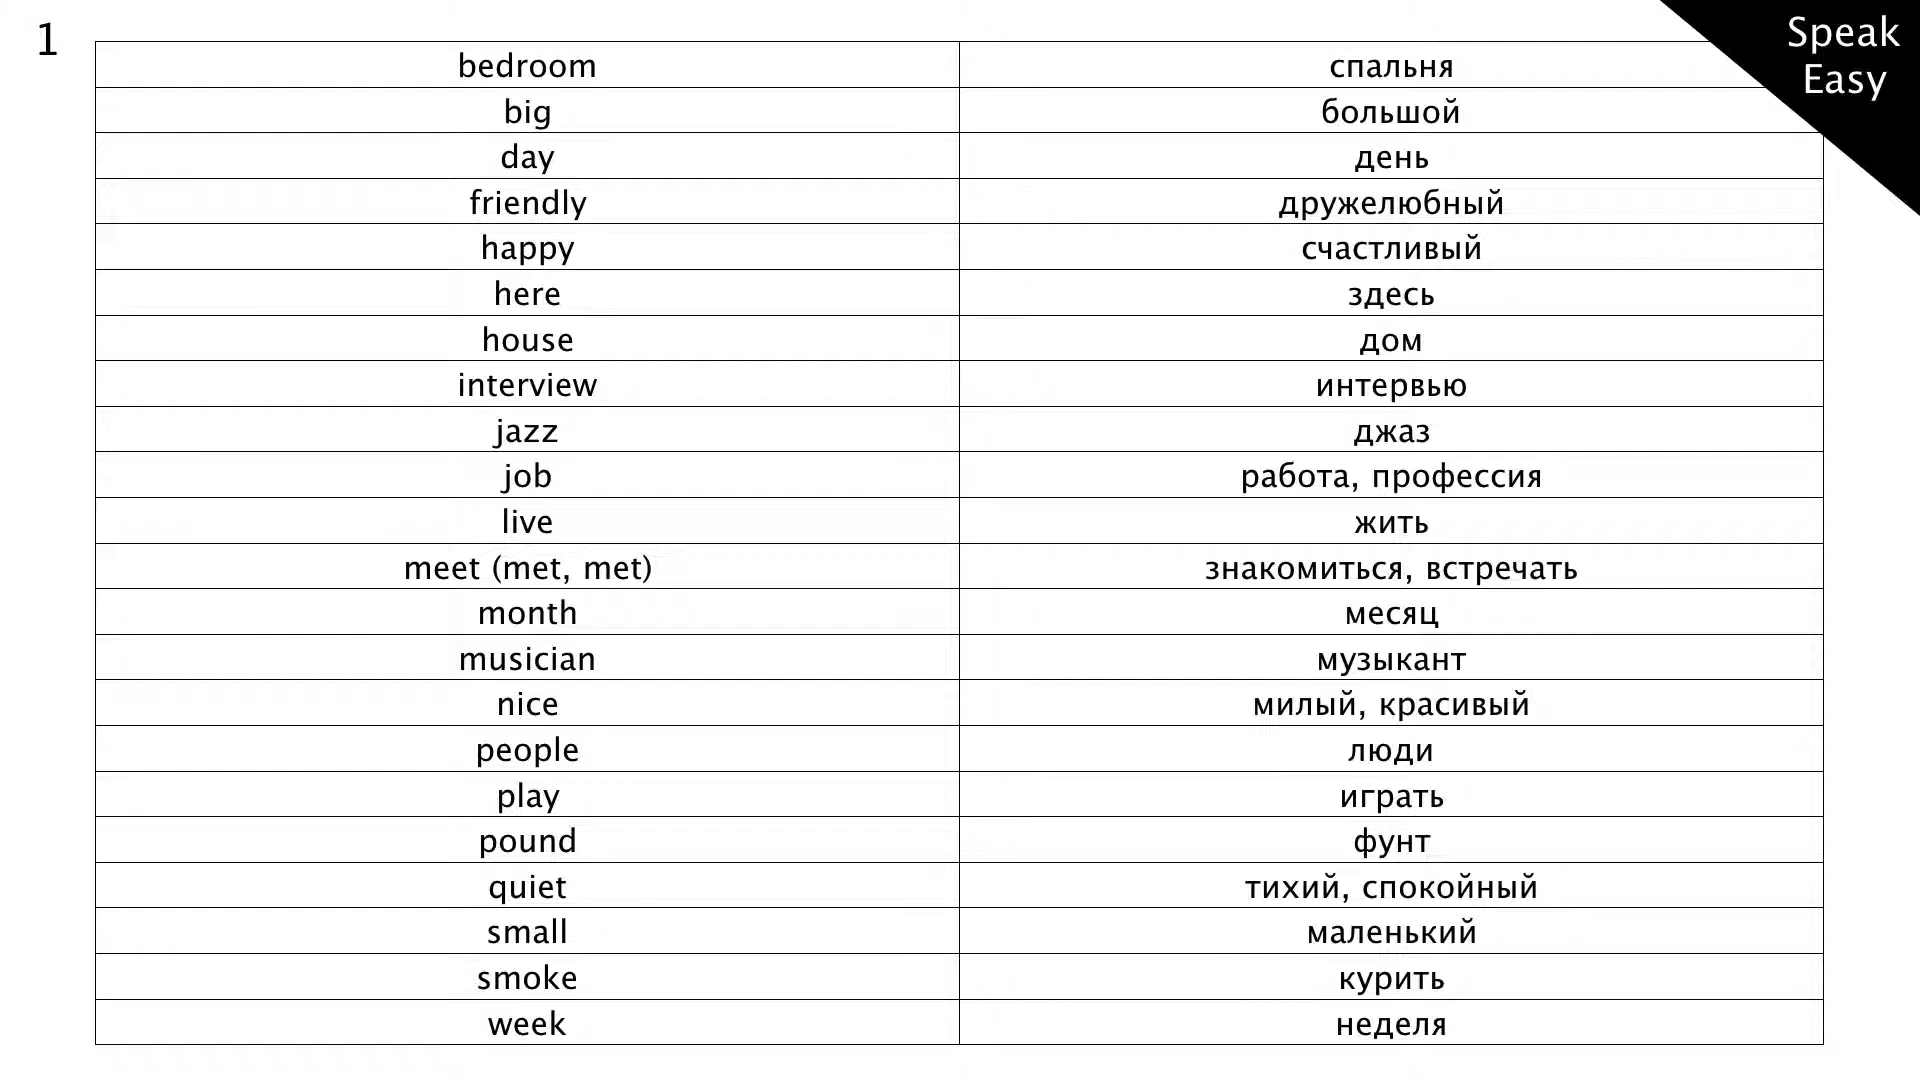 1
Speak
Easy
bedroom спальня
big большой
day день
friendly дружелюбный
happy счастливый
here здесь
house дом
interview интервью
jazz джаз
job работа, профессия
live жить
meet (met, met) знакомиться, встречать
month месяц
musician музыкант
nice милый, красивый
people люди
play играть
pound фунт
quiet тихий, спокойный
small маленький
smoke курить
week неделя